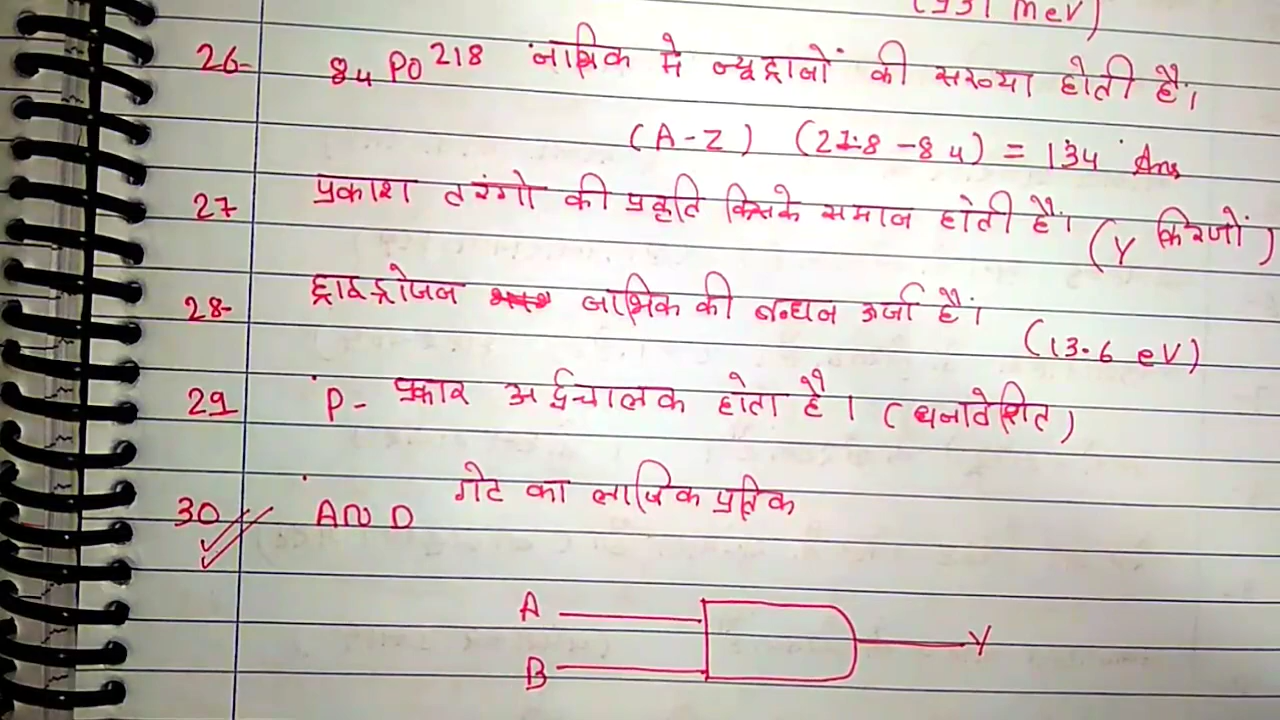 (931 mev)
26- 84 Po 218 नाभिक मे न्यूट्रानों की सख्या होती है।
(A-Z) (218-84) = 134 Ans
27 प्रकाश तरंगो की प्रकृति किसके समान होती है। (γ किरणों)
28- हाइड्रोजन नाभिक की बन्धन ऊर्जा है।
(13.6 eV)
29 P- प्रकार अर्द्धचालक होता है। (धनावेशित)
30 AND गेट का लाजिक प्रतिक
A
Y
B